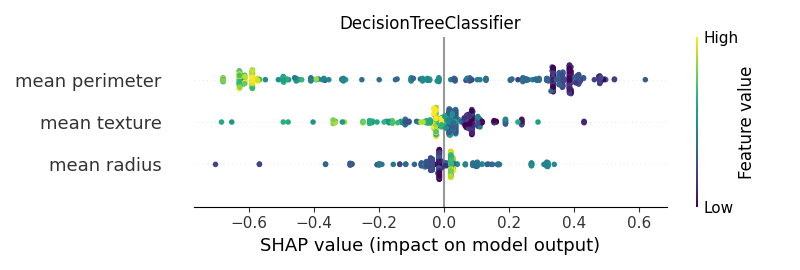 DecisionTreeClassifier
High
mean perimeter
mean texture
mean radius
Feature value
Low
−0.6 −0.4 −0.2 0.0 0.2 0.4 0.6
SHAP value (impact on model output)